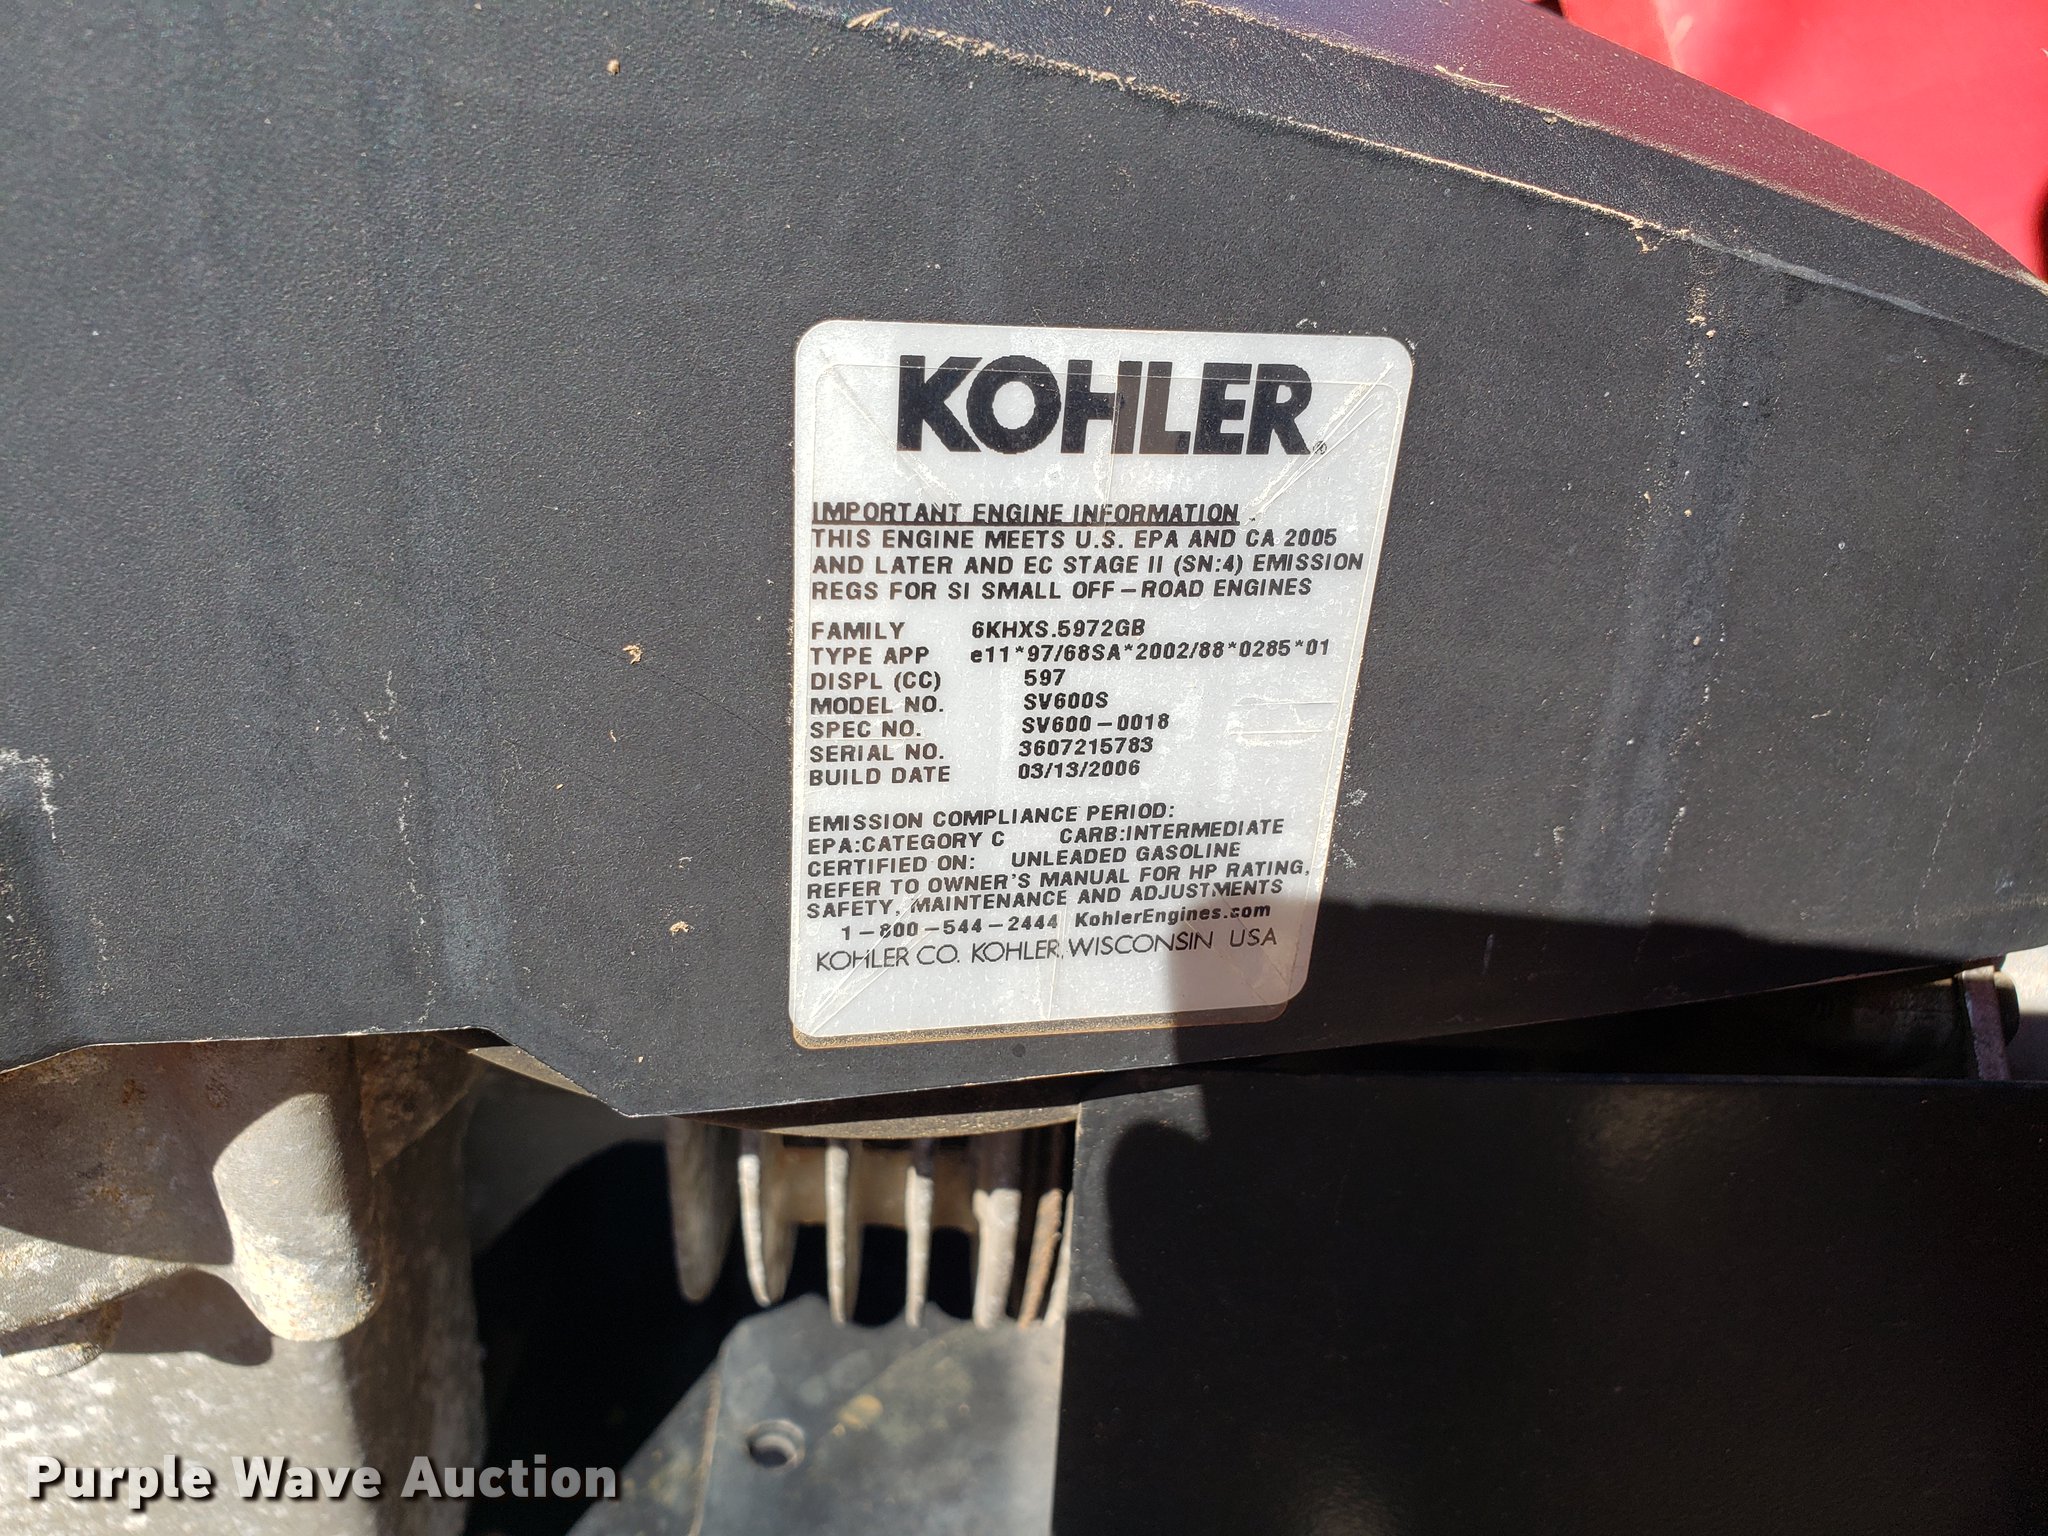 KOHLER®
IMPORTANT ENGINE INFORMATION
THIS ENGINE MEETS U.S. EPA AND CA 2005
AND LATER AND EC STAGE II (SN:4) EMISSION
REGS FOR SI SMALL OFF-ROAD ENGINES
FAMILY 6KHXS.5972GB
TYPE APP e11*97/68SA*2002/88*0285*01
DISPL (CC) 597
MODEL NO. SV600S
SPEC NO. SV600-0018
SERIAL NO. 3607215783
BUILD DATE 03/13/2006
EMISSION COMPLIANCE PERIOD:
EPA:CATEGORY C CARB:INTERMEDIATE
CERTIFIED ON: UNLEADED GASOLINE
REFER TO OWNER'S MANUAL FOR HP RATING,
SAFETY, MAINTENANCE AND ADJUSTMENTS
1-800-544-2444 KohlerEngines.com
KOHLER CO. KOHLER, WISCONSIN USA
Purple Wave Auction